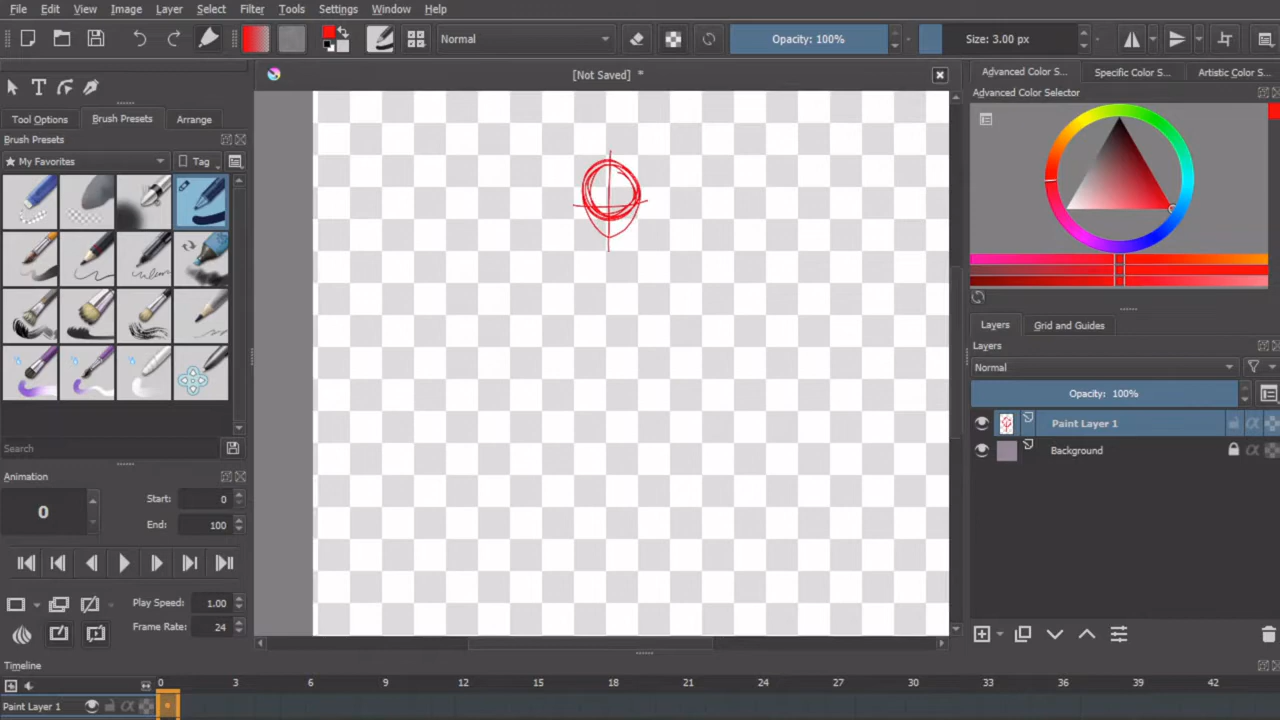 File Edit View Image Layer Select Filter Tools Settings Window Help
Normal Opacity: 100% Size: 3.00 px
[Not Saved] *
Advanced Color S... Specific Color S... Artistic Color S...
Tool Options Brush Presets Arrange
Advanced Color Selector
Brush Presets
My Favorites Tag
Layers Grid and Guides
Layers
Normal
Opacity: 100%
Paint Layer 1
Background
Search
Animation
0 Start: 0
End: 100
Play Speed: 1.00
Frame Rate: 24
Timeline
0 3 6 9 12 15 18 21 24 27 30 33 36 39 42
Paint Layer 1